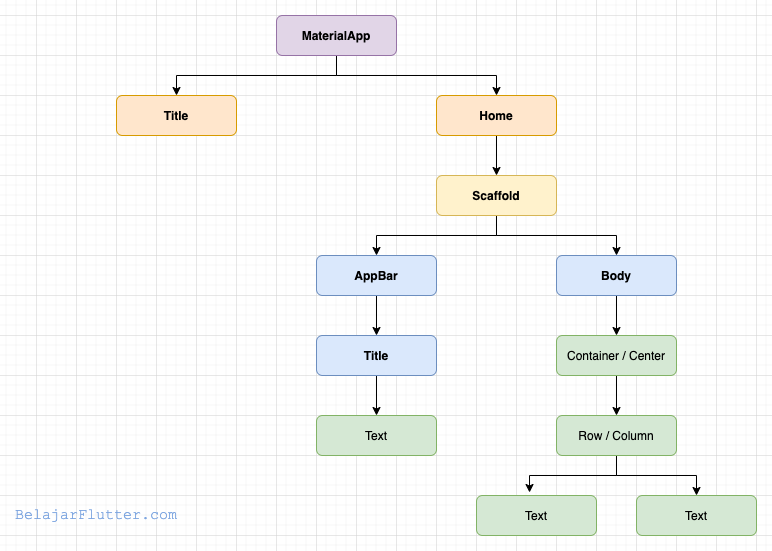 MaterialApp
Title
Home
Scaffold
AppBar
Body
Title
Container / Center
Text
Row / Column
Text
Text
BelajarFlutter.com